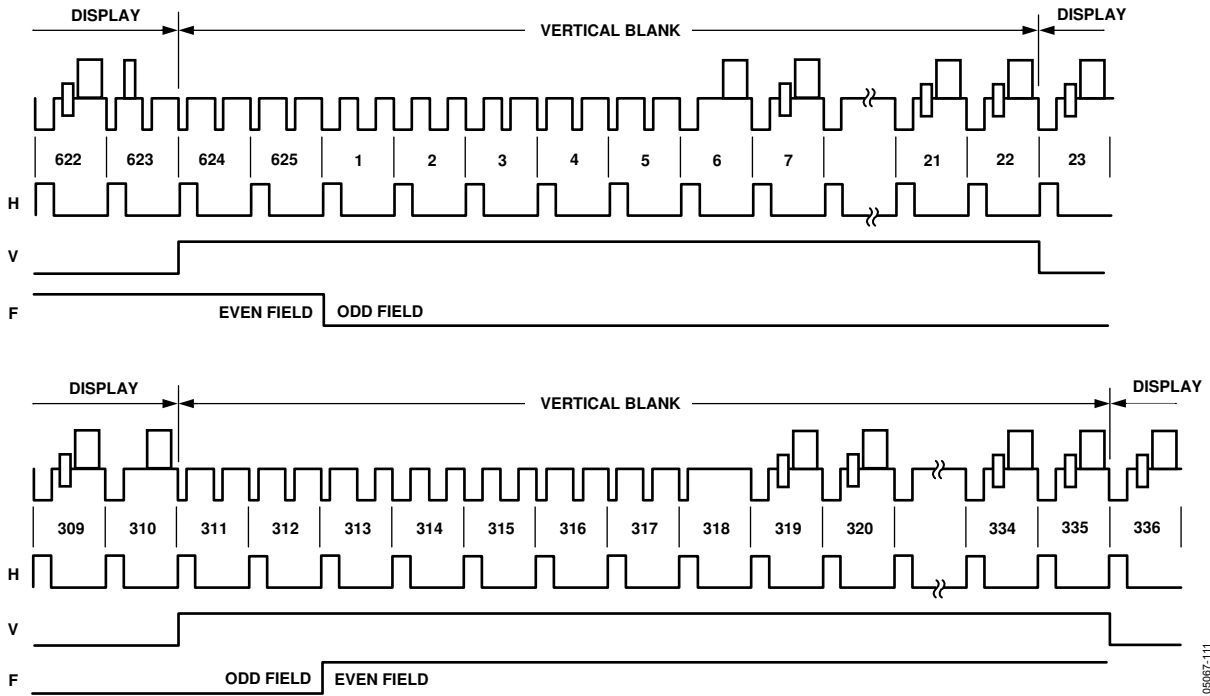 DISPLAY VERTICAL BLANK DISPLAY
622 623 624 625 1 2 3 4 5 6 7 21 22 23
H
V
F EVEN FIELD ODD FIELD
DISPLAY VERTICAL BLANK DISPLAY
309 310 311 312 313 314 315 316 317 318 319 320 334 335 336
H
V
F ODD FIELD EVEN FIELD
05067-111